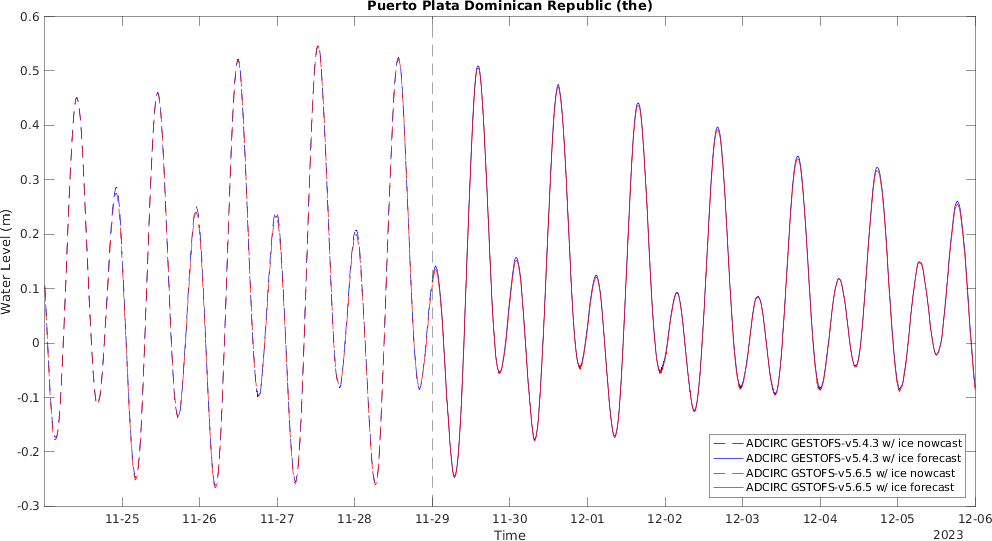 Puerto Plata Dominican Republic (the)
0.6
0.5
0.4
0.3
0.2
0.1
0
-0.1
-0.2
-0.3
Water Level (m)
ADCIRC GESTOFS-v5.4.3 w/ ice nowcast
ADCIRC GESTOFS-v5.4.3 w/ ice forecast
ADCIRC GSTOFS-v5.6.5 w/ ice nowcast
ADCIRC GSTOFS-v5.6.5 w/ ice forecast
11-25 11-26 11-27 11-28 11-29 11-30 12-01 12-02 12-03 12-04 12-05 12-06
Time
2023